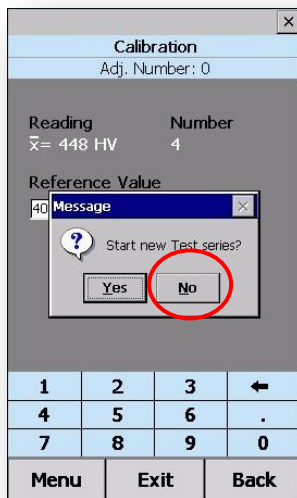 ×
Calibration
Adj. Number: 0
Reading Number
x̅= 448 HV 4
Reference Value
40
Message ×
? Start new Test series?
Yes No
1 2 3 ←
4 5 6 .
7 8 9 0
Menu Exit Back